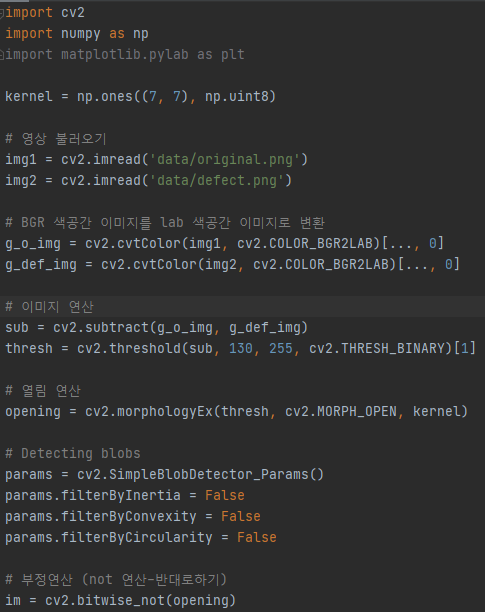 import cv2
import numpy as np
import matplotlib.pylab as plt
kernel = np.ones((7, 7), np.uint8)
# 영상 불러오기
img1 = cv2.imread('data/original.png')
img2 = cv2.imread('data/defect.png')
# BGR 색공간 이미지를 lab 색공간 이미지로 변환
g_o_img = cv2.cvtColor(img1, cv2.COLOR_BGR2LAB)[..., 0]
g_def_img = cv2.cvtColor(img2, cv2.COLOR_BGR2LAB)[..., 0]
# 이미지 연산
sub = cv2.subtract(g_o_img, g_def_img)
thresh = cv2.threshold(sub, 130, 255, cv2.THRESH_BINARY)[1]
# 열림 연산
opening = cv2.morphologyEx(thresh, cv2.MORPH_OPEN, kernel)
# Detecting blobs
params = cv2.SimpleBlobDetector_Params()
params.filterByInertia = False
params.filterByConvexity = False
params.filterByCircularity = False
# 부정연산 (not 연산-반대로하기)
im = cv2.bitwise_not(opening)